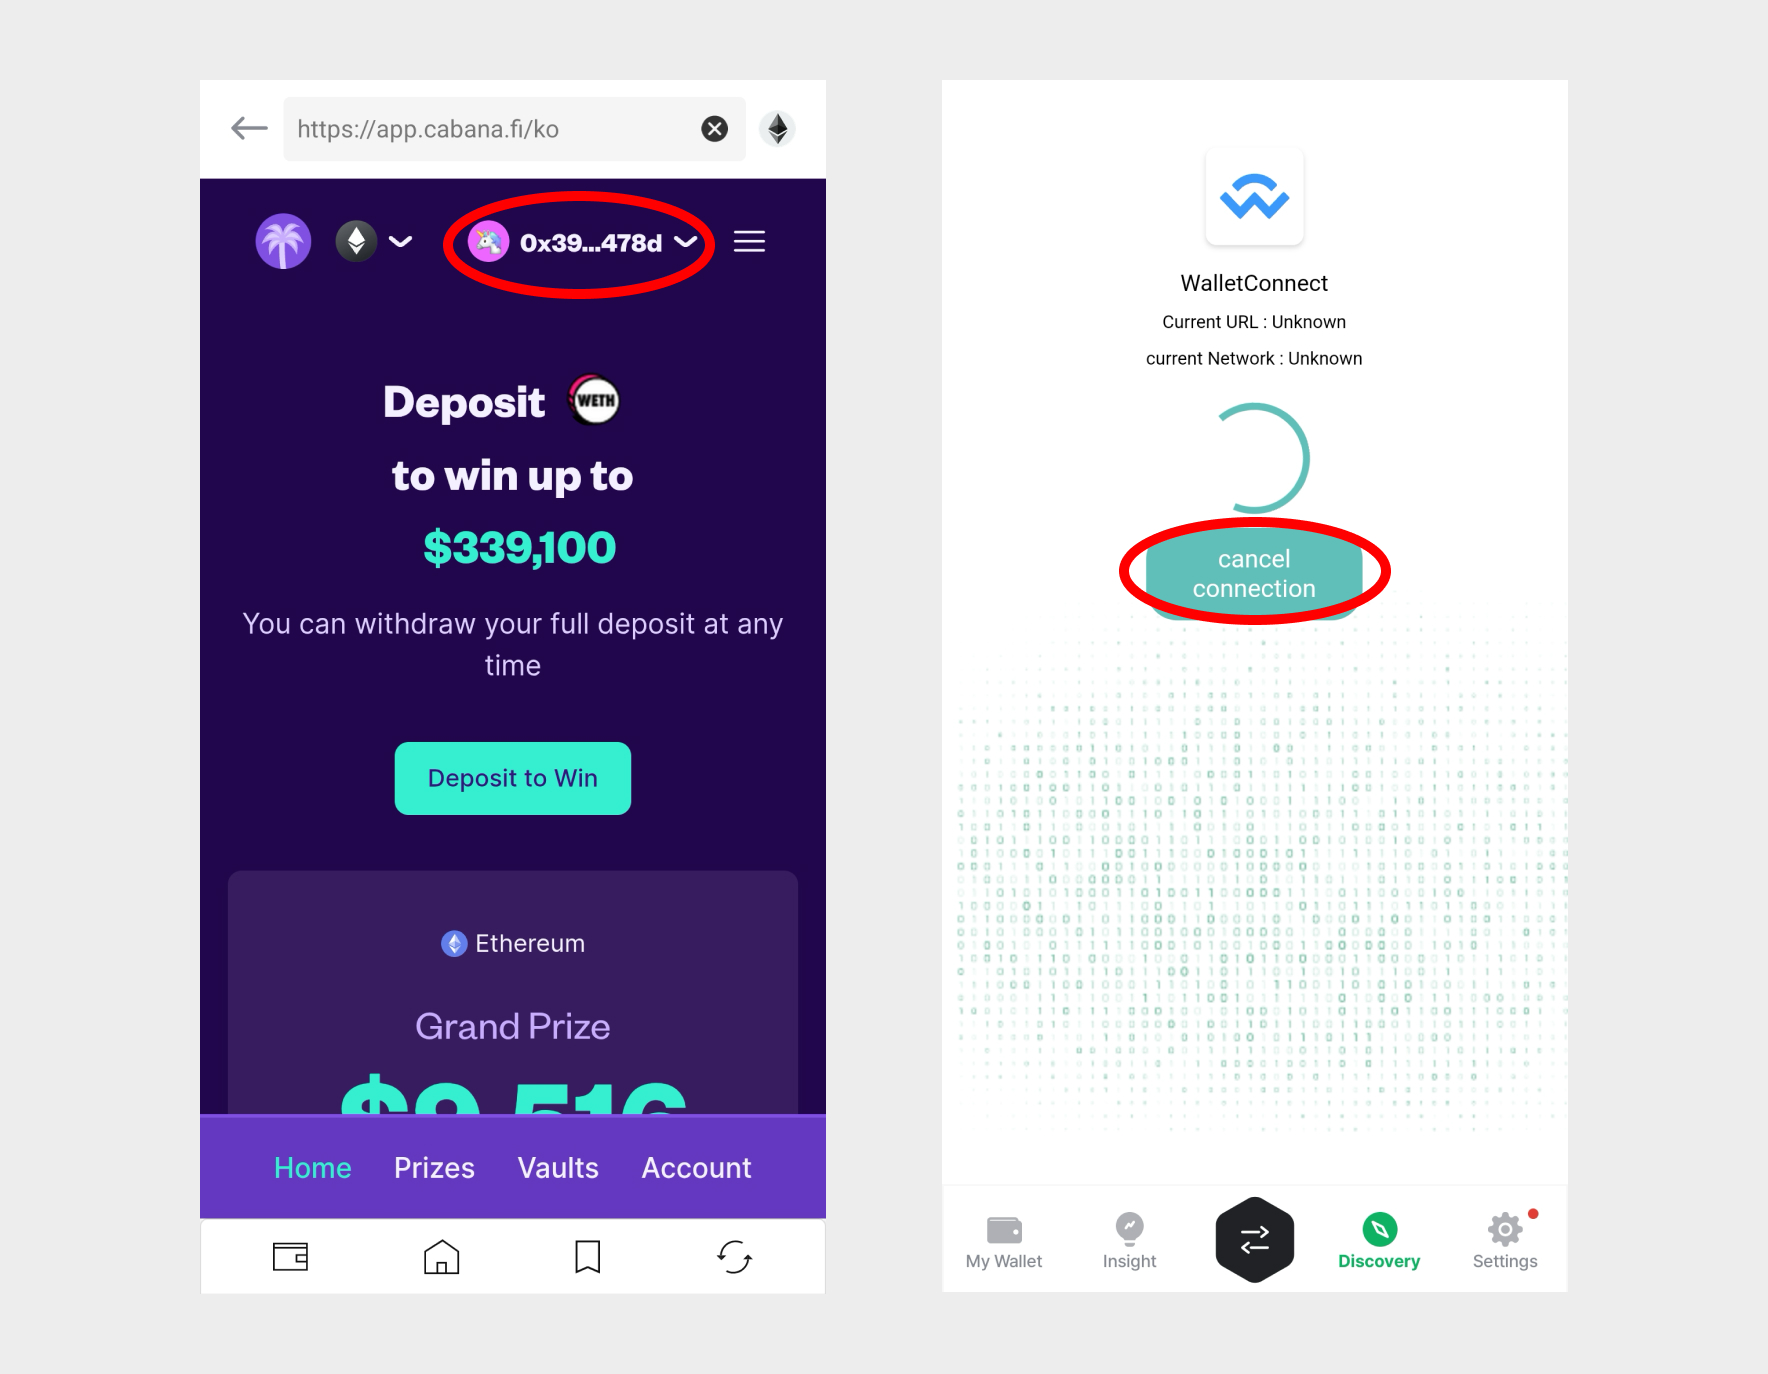 https://app.cabana.fi/ko
0x39...478d
Deposit WETH
to win up to
$339,100
You can withdraw your full deposit at any
time
Deposit to Win
Ethereum
Grand Prize
Home Prizes Vaults Account
WalletConnect
Current URL : Unknown
current Network : Unknown
cancel
connection
My Wallet Insight Discovery Settings